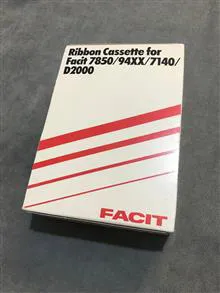 Ribbon Cassette for
Facit 7850/94XX/7140/
D2000
FACIT